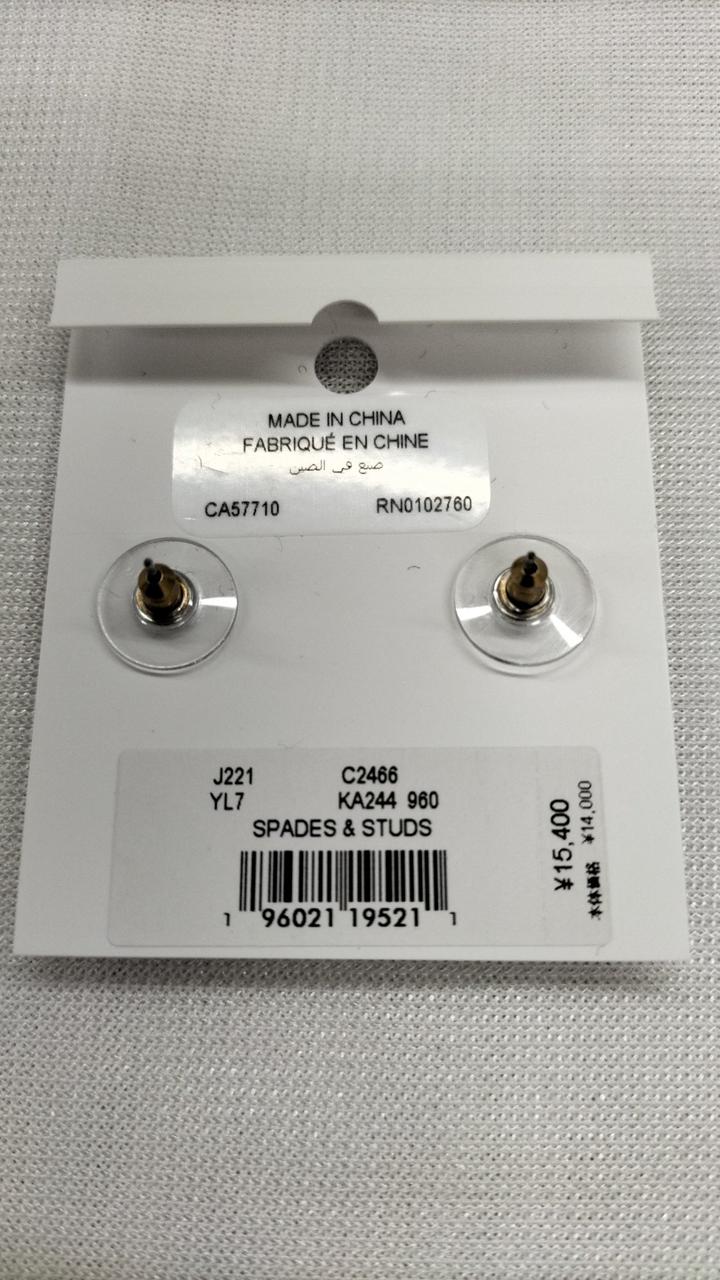 MADE IN CHINA
FABRIQUÉ EN CHINE
صنع في الصين
CA57710 RN0102760
J221 C2466
YL7 KA244 960
SPADES & STUDS
1 96021 19521 1
¥15,400
本体価格 ¥14,000